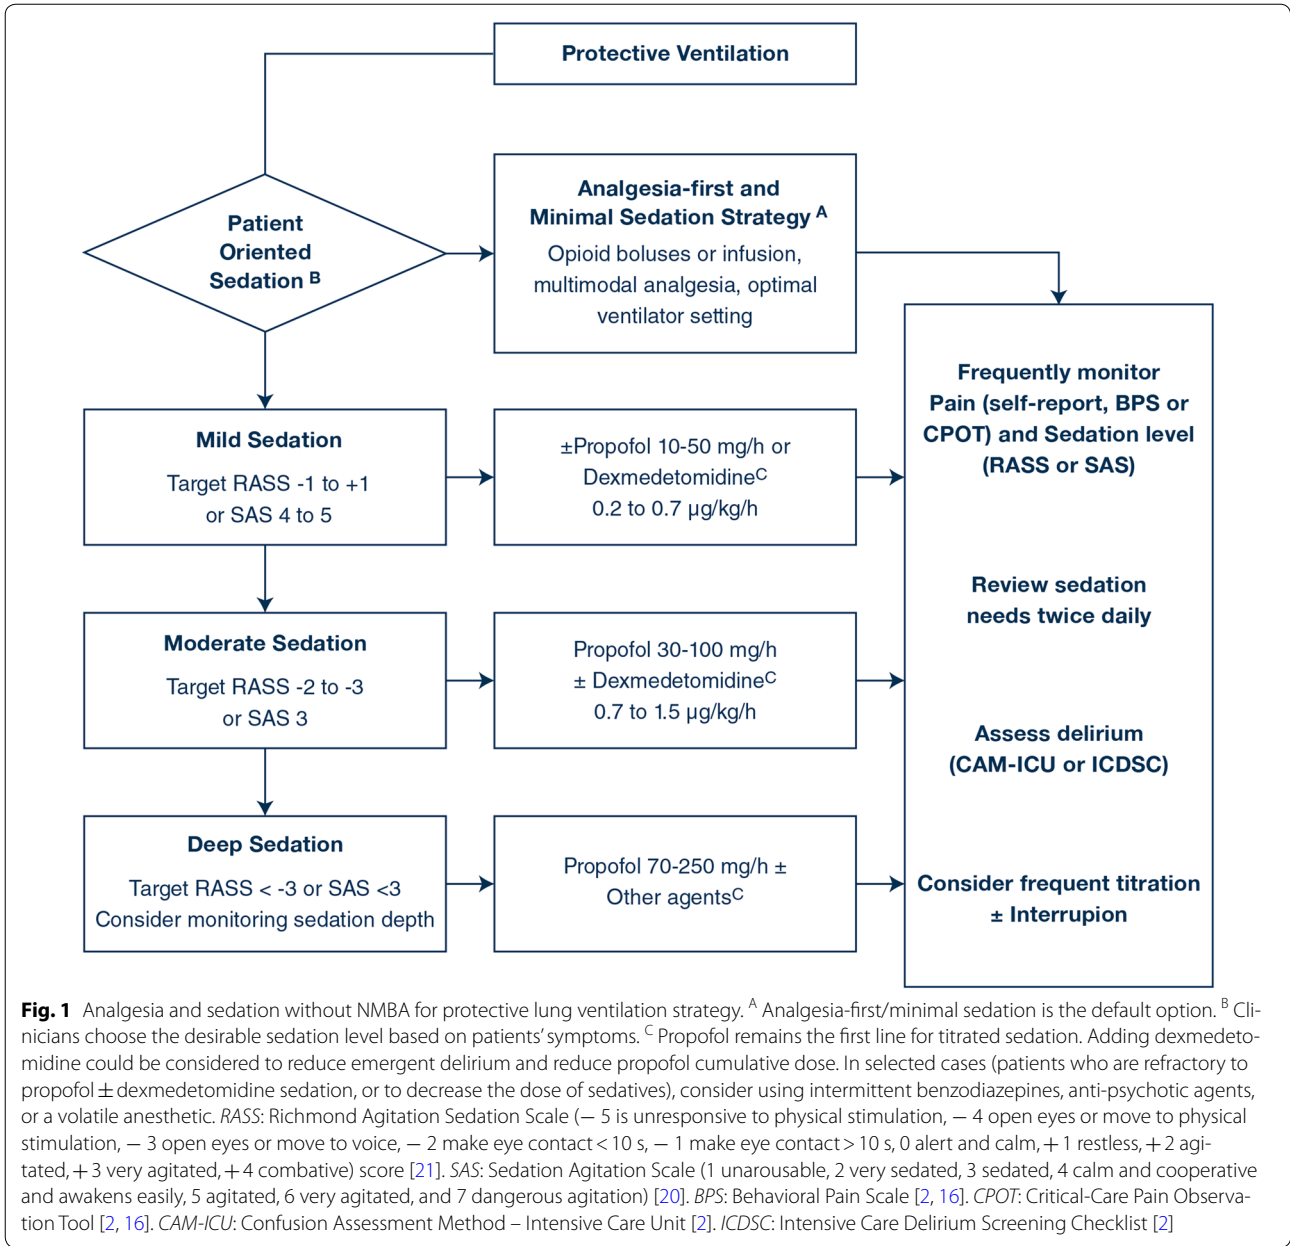 Protective Ventilation
Patient
Oriented
Sedation B
Analgesia-first and
Minimal Sedation Strategy A
Opioid boluses or infusion,
multimodal analgesia, optimal
ventilator setting
Mild Sedation
Target RASS -1 to +1
or SAS 4 to 5
±Propofol 10-50 mg/h or
DexmedetomidineC
0.2 to 0.7 µg/kg/h
Moderate Sedation
Target RASS -2 to -3
or SAS 3
Propofol 30-100 mg/h
± DexmedetomidineC
0.7 to 1.5 µg/kg/h
Deep Sedation
Target RASS < -3 or SAS <3
Consider monitoring sedation depth
Propofol 70-250 mg/h ±
Other agentsC
Frequently monitor
Pain (self-report, BPS or
CPOT) and Sedation level
(RASS or SAS)
Review sedation
needs twice daily
Assess delirium
(CAM-ICU or ICDSC)
Consider frequent titration
± Interrupion
Fig. 1 Analgesia and sedation without NMBA for protective lung ventilation strategy. A Analgesia-first/minimal sedation is the default option. B Cli-
nicians choose the desirable sedation level based on patients' symptoms. C Propofol remains the first line for titrated sedation. Adding dexmedeto-
midine could be considered to reduce emergent delirium and reduce propofol cumulative dose. In selected cases (patients who are refractory to
propofol ± dexmedetomidine sedation, or to decrease the dose of sedatives), consider using intermittent benzodiazepines, anti-psychotic agents,
or a volatile anesthetic. RASS: Richmond Agitation Sedation Scale (− 5 is unresponsive to physical stimulation, − 4 open eyes or move to physical
stimulation, − 3 open eyes or move to voice, − 2 make eye contact < 10 s, − 1 make eye contact > 10 s, 0 alert and calm, + 1 restless, + 2 agi-
tated, + 3 very agitated, + 4 combative) score [21]. SAS: Sedation Agitation Scale (1 unarousable, 2 very sedated, 3 sedated, 4 calm and cooperative
and awakens easily, 5 agitated, 6 very agitated, and 7 dangerous agitation) [20]. BPS: Behavioral Pain Scale [2, 16]. CPOT: Critical-Care Pain Observa-
tion Tool [2, 16]. CAM-ICU: Confusion Assessment Method – Intensive Care Unit [2]. ICDSC: Intensive Care Delirium Screening Checklist [2]